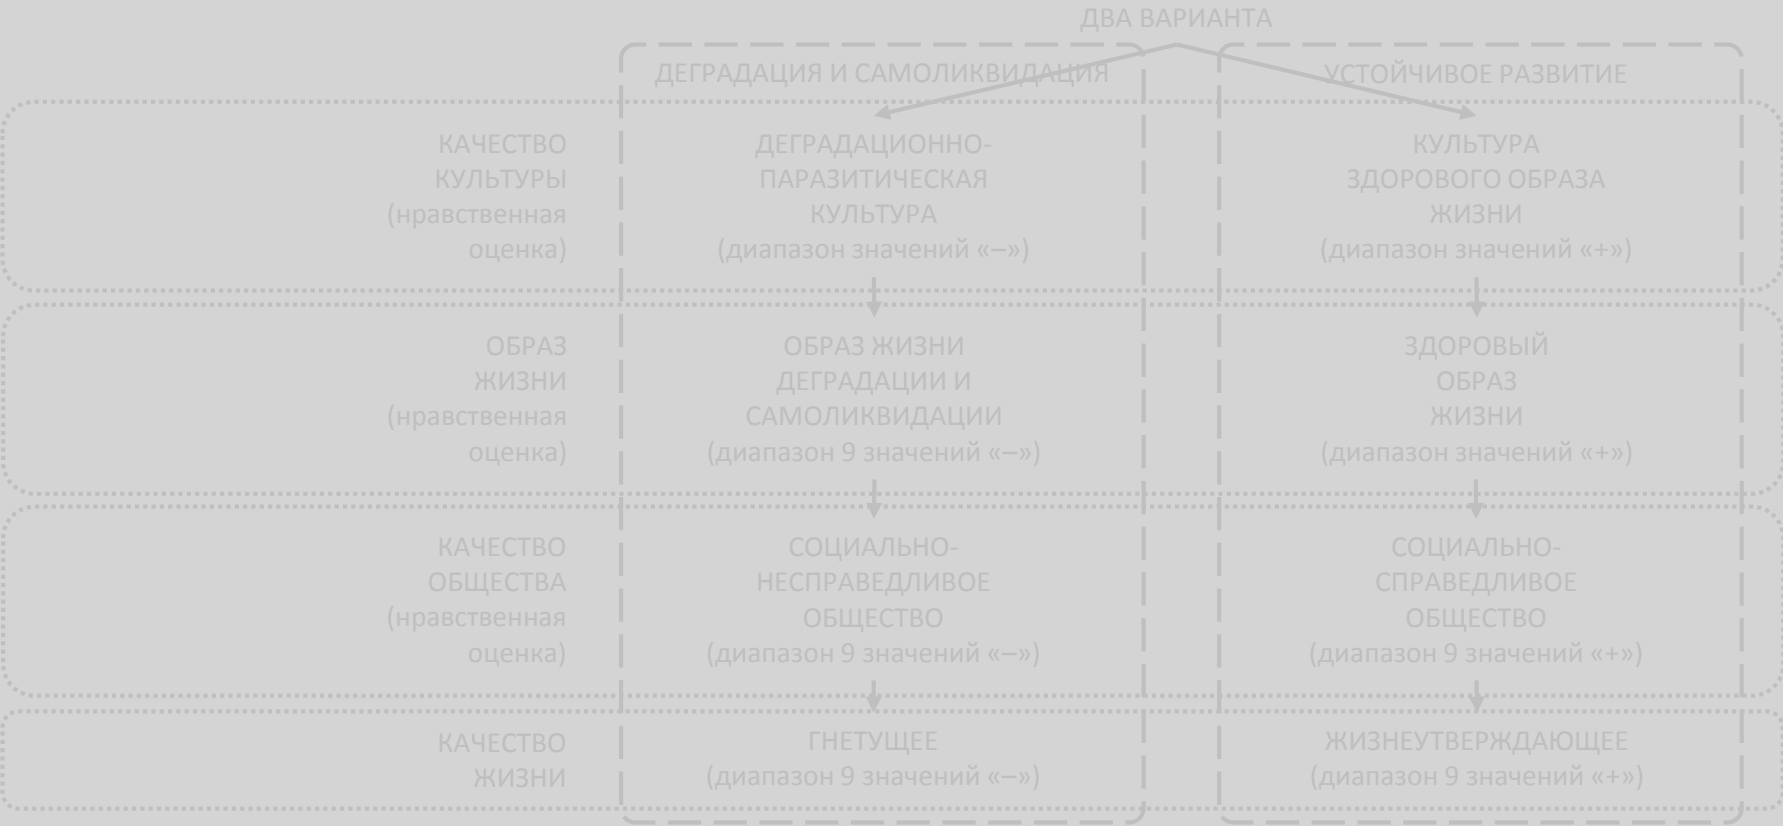 ДВА ВАРИАНТА
ДЕГРАДАЦИЯ И САМОЛИКВИДАЦИЯ
УСТОЙЧИВОЕ РАЗВИТИЕ
КАЧЕСТВО
КУЛЬТУРЫ
(нравственная
оценка)
ДЕГРАДАЦИОННО-
ПАРАЗИТИЧЕСКАЯ
КУЛЬТУРА
(диапазон значений «–»)
КУЛЬТУРА
ЗДОРОВОГО ОБРАЗА
ЖИЗНИ
(диапазон значений «+»)
ОБРАЗ
ЖИЗНИ
(нравственная
оценка)
ОБРАЗ ЖИЗНИ
ДЕГРАДАЦИИ И
САМОЛИКВИДАЦИИ
(диапазон 9 значений «–»)
ЗДОРОВЫЙ
ОБРАЗ
ЖИЗНИ
(диапазон значений «+»)
КАЧЕСТВО
ОБЩЕСТВА
(нравственная
оценка)
СОЦИАЛЬНО-
НЕСПРАВЕДЛИВОЕ
ОБЩЕСТВО
(диапазон 9 значений «–»)
СОЦИАЛЬНО-
СПРАВЕДЛИВОЕ
ОБЩЕСТВО
(диапазон 9 значений «+»)
КАЧЕСТВО
ЖИЗНИ
ГНЕТУЩЕЕ
(диапазон 9 значений «–»)
ЖИЗНЕУТВЕРЖДАЮЩЕЕ
(диапазон 9 значений «+»)